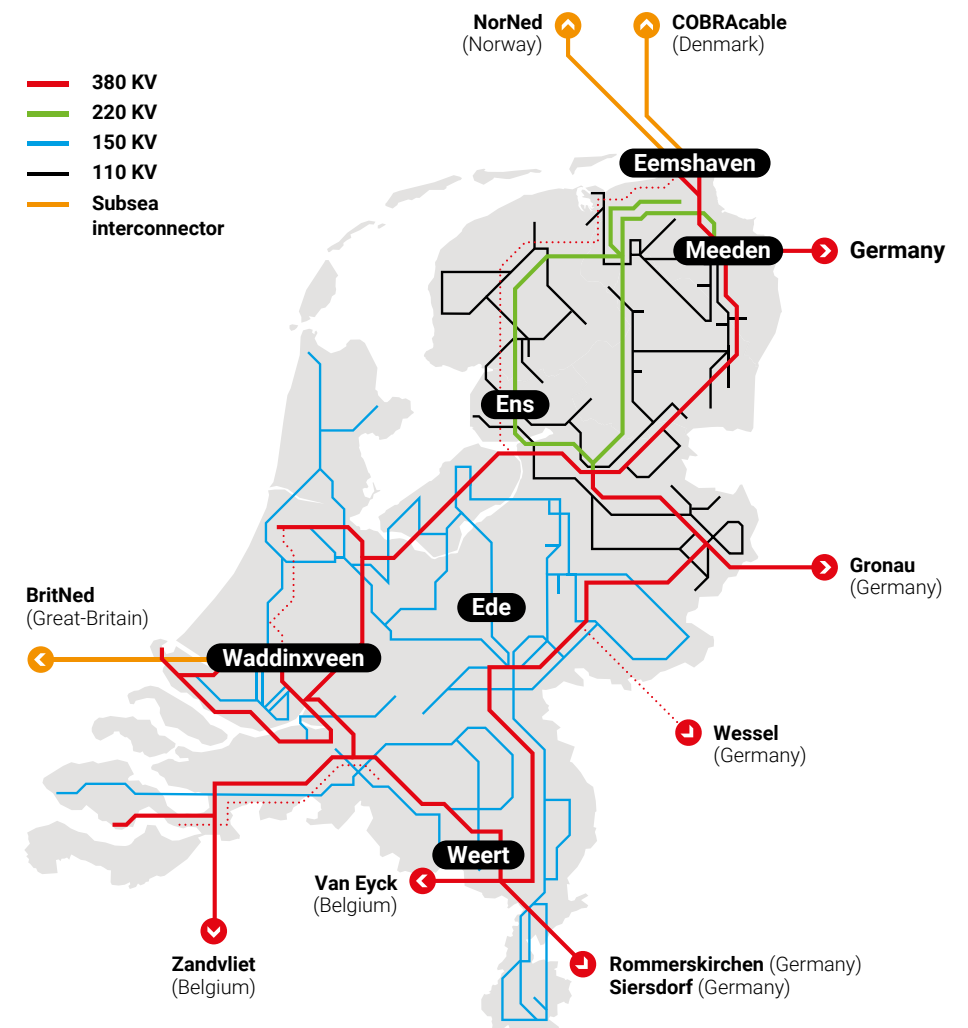 NorNed
(Norway)
COBRAcable
(Denmark)
380 KV
220 KV
150 KV
110 KV
Subsea
interconnector
Eemshaven
Meeden
Germany
Ens
Gronau
(Germany)
BritNed
(Great-Britain)
Ede
Waddinxveen
Wessel
(Germany)
Weert
Van Eyck
(Belgium)
Zandvliet
(Belgium)
Rommerskirchen (Germany)
Siersdorf (Germany)